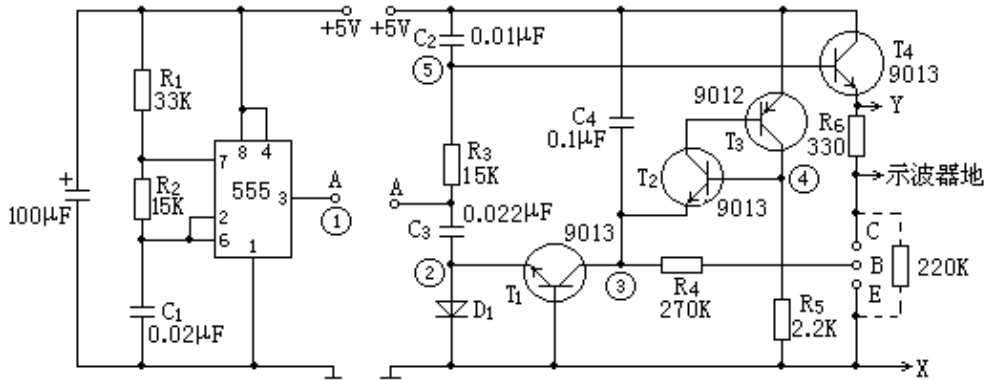 +5V
+5V
C2
0.01μF
5
T4
9013
R1
33K
9012
Y
C4
0.1μF
T3
R6
330
8
4
7
R3
15K
R2
15K
555
3
A
1
A
T2
4
示波器地
+
100μF
2
6
0.022μF
9013
C3
9013
C
1
2
B
220K
T1
3
R4
270K
E
C1
0.02μF
D1
R5
2.2K
X